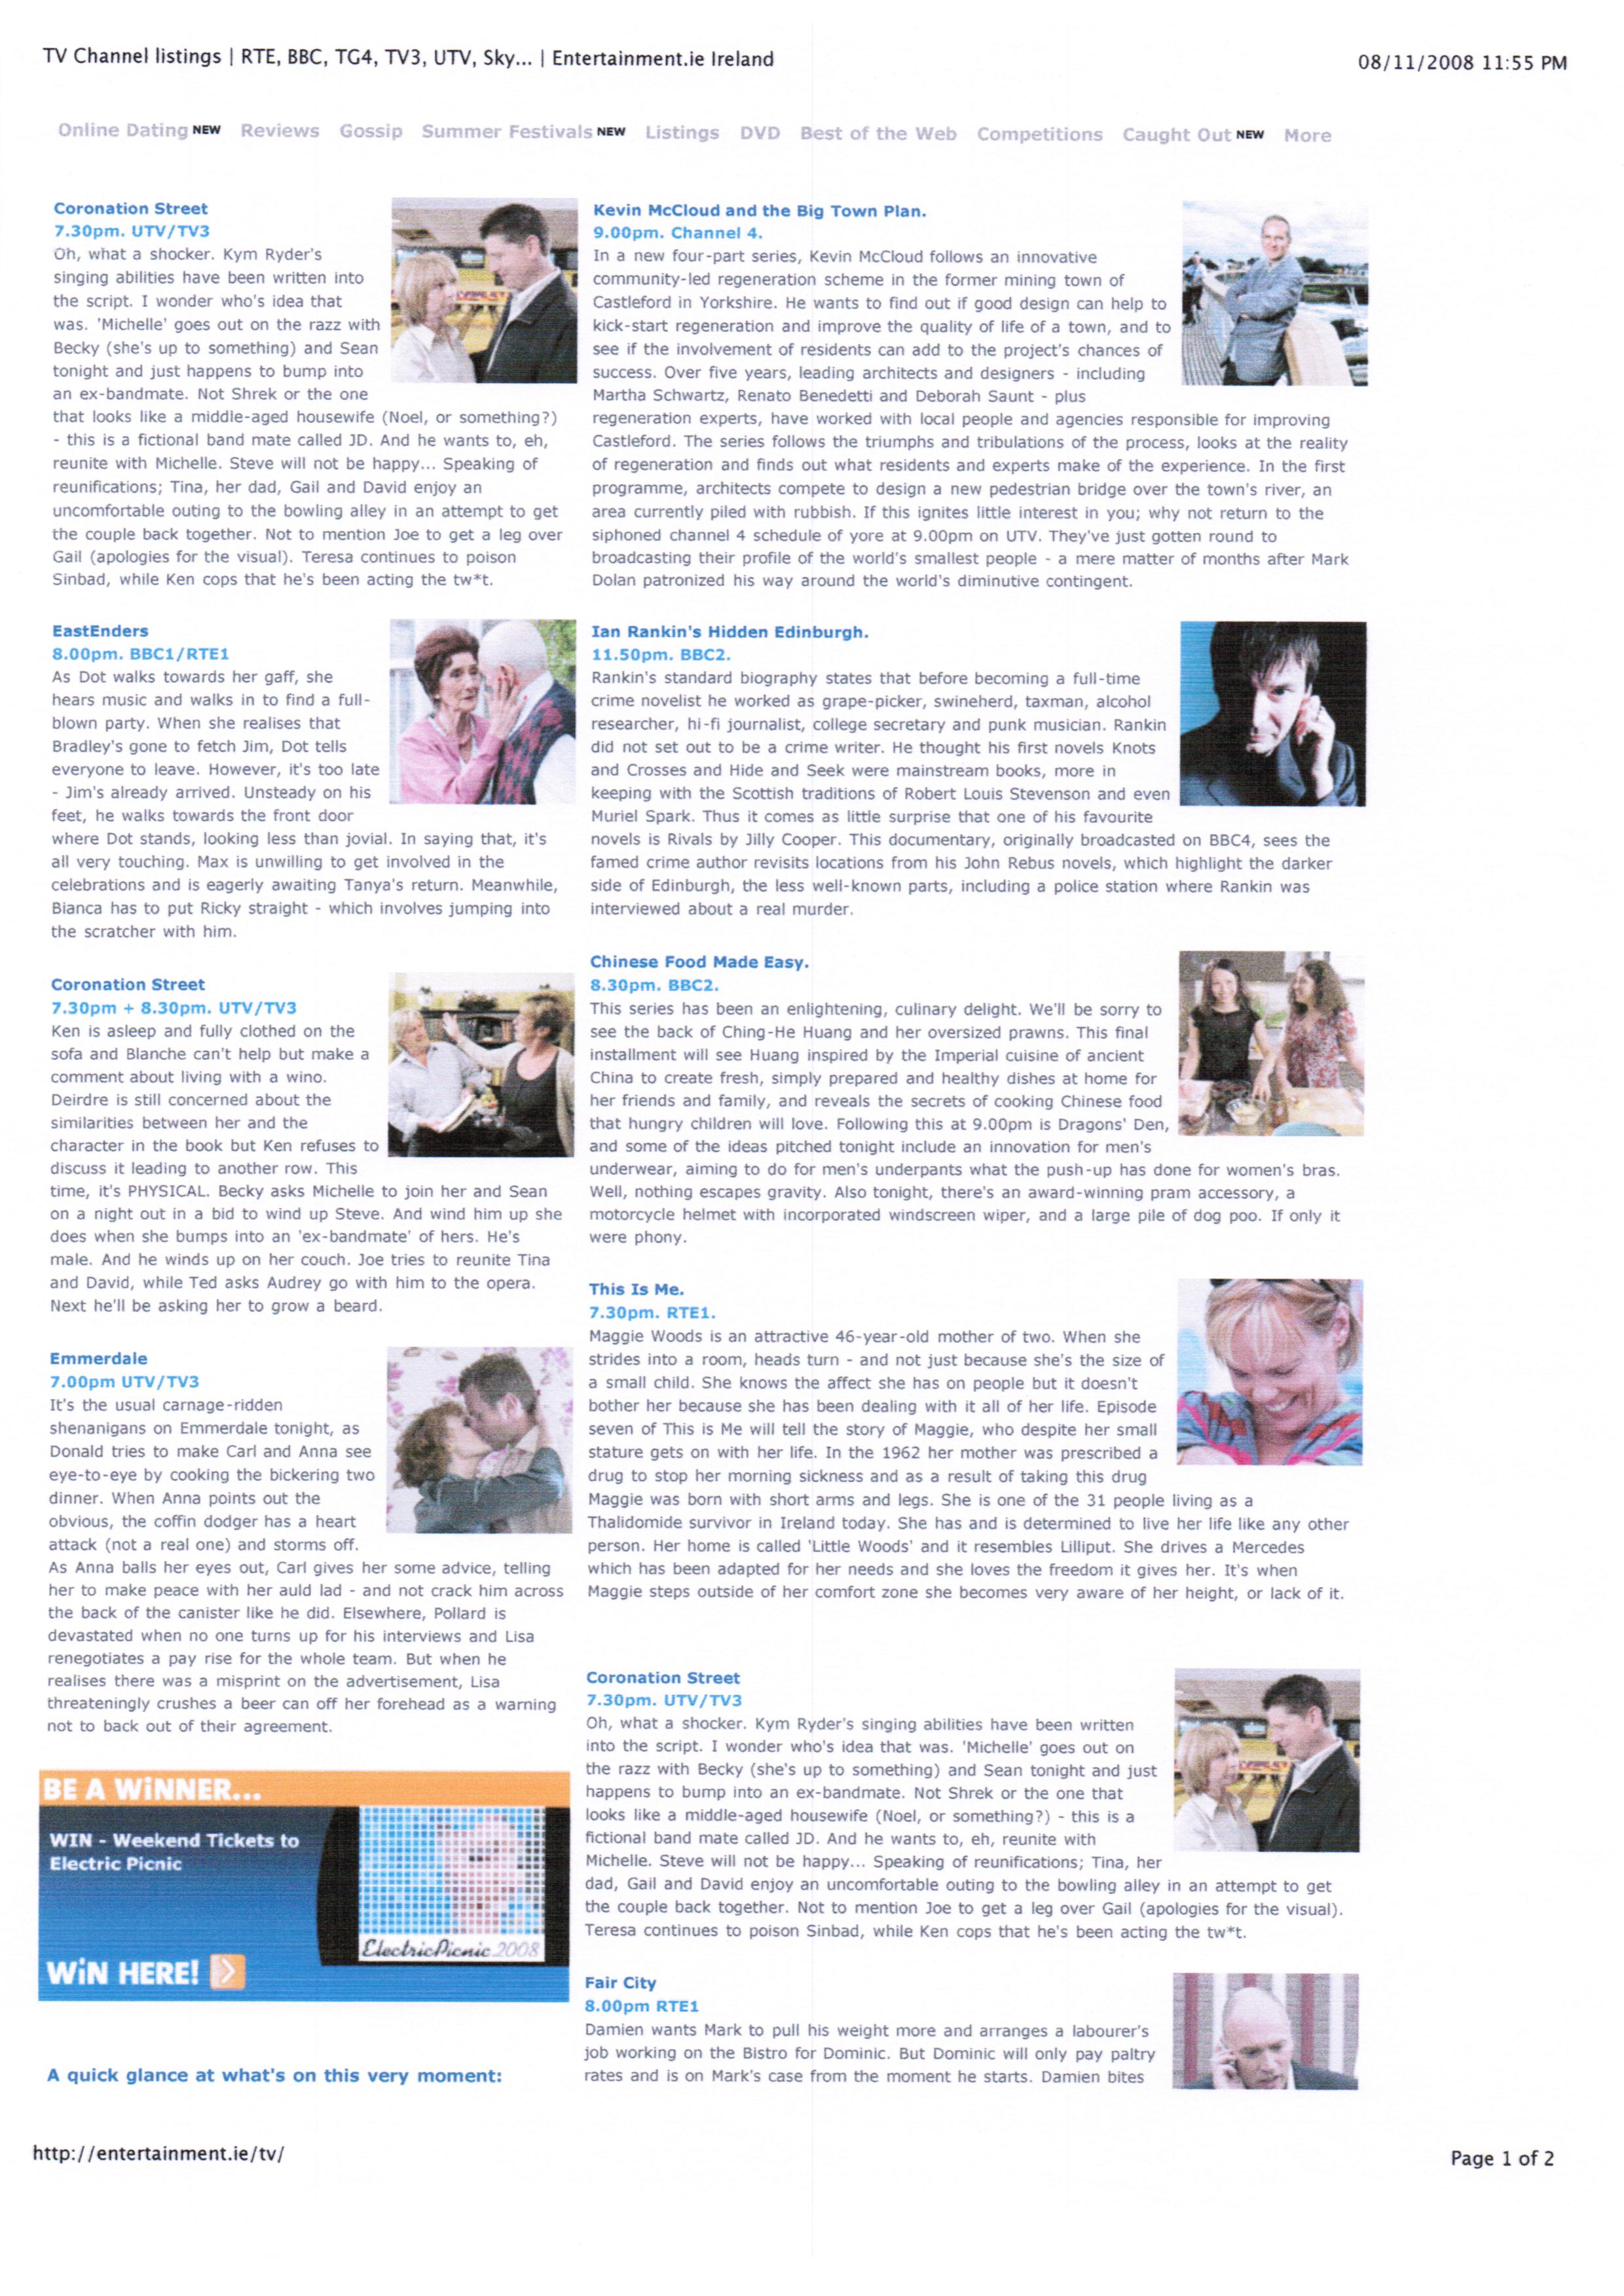 TV Channel listings | RTE, BBC, TG4, TV3, UTV, Sky... | Entertainment.ie Ireland
08/11/2008 11:55 PM
Online Dating NEW Reviews Gossip Summer Festivals NEW Listings DVD Best of the Web Competitions Caught Out NEW More
Coronation Street
7.30pm. UTV/TV3
Oh, what a shocker. Kym Ryder's
singing abilities have been written into
the script. I wonder who's idea that
was. 'Michelle' goes out on the razz with
Becky (she's up to something) and Sean
tonight and just happens to bump into
an ex-bandmate. Not Shrek or the one
that looks like a middle-aged housewife (Noel, or something?)
- this is a fictional band mate called JD. And he wants to, eh,
reunite with Michelle. Steve will not be happy... Speaking of
reunifications; Tina, her dad, Gail and David enjoy an
uncomfortable outing to the bowling alley in an attempt to get
the couple back together. Not to mention Joe to get a leg over
Gail (apologies for the visual). Teresa continues to poison
Sinbad, while Ken cops that he's been acting the tw*t.
EastEnders
8.00pm. BBC1/RTE1
As Dot walks towards her gaff, she
hears music and walks in to find a full-
blown party. When she realises that
Bradley's gone to fetch Jim, Dot tells
everyone to leave. However, it's too late
- Jim's already arrived. Unsteady on his
feet, he walks towards the front door
where Dot stands, looking less than jovial. In saying that, it's
all very touching. Max is unwilling to get involved in the
celebrations and is eagerly awaiting Tanya's return. Meanwhile,
Bianca has to put Ricky straight - which involves jumping into
the scratcher with him.
Coronation Street
7.30pm + 8.30pm. UTV/TV3
Ken is asleep and fully clothed on the
sofa and Blanche can't help but make a
comment about living with a wino.
Deirdre is still concerned about the
similarities between her and the
character in the book but Ken refuses to
discuss it leading to another row. This
time, it's PHYSICAL. Becky asks Michelle to join her and Sean
on a night out in a bid to wind up Steve. And wind him up she
does when she bumps into an 'ex-bandmate' of hers. He's
male. And he winds up on her couch. Joe tries to reunite Tina
and David, while Ted asks Audrey go with him to the opera.
Next he'll be asking her to grow a beard.
Emmerdale
7.00pm UTV/TV3
It's the usual carnage-ridden
shenanigans on Emmerdale tonight, as
Donald tries to make Carl and Anna see
eye-to-eye by cooking the bickering two
dinner. When Anna points out the
obvious, the coffin dodger has a heart
attack (not a real one) and storms off.
As Anna balls her eyes out, Carl gives her some advice, telling
her to make peace with her auld lad - and not crack him across
the back of the canister like he did. Elsewhere, Pollard is
devastated when no one turns up for his interviews and Lisa
renegotiates a pay rise for the whole team. But when he
realises there was a misprint on the advertisement, Lisa
threateningly crushes a beer can off her forehead as a warning
not to back out of their agreement.
BE A WiNNER...
WIN - Weekend Tickets to
Electric Picnic
ElectricPicnic 2008
WiN HERE!
A quick glance at what's on this very moment:
Kevin McCloud and the Big Town Plan.
9.00pm. Channel 4.
In a new four-part series, Kevin McCloud follows an innovative
community-led regeneration scheme in the former mining town of
Castleford in Yorkshire. He wants to find out if good design can help to
kick-start regeneration and improve the quality of life of a town, and to
see if the involvement of residents can add to the project's chances of
success. Over five years, leading architects and designers - including
Martha Schwartz, Renato Benedetti and Deborah Saunt - plus
regeneration experts, have worked with local people and agencies responsible for improving
Castleford. The series follows the triumphs and tribulations of the process, looks at the reality
of regeneration and finds out what residents and experts make of the experience. In the first
programme, architects compete to design a new pedestrian bridge over the town's river, an
area currently piled with rubbish. If this ignites little interest in you; why not return to the
siphoned channel 4 schedule of yore at 9.00pm on UTV. They've just gotten round to
broadcasting their profile of the world's smallest people - a mere matter of months after Mark
Dolan patronized his way around the world's diminutive contingent.
Ian Rankin's Hidden Edinburgh.
11.50pm. BBC2.
Rankin's standard biography states that before becoming a full-time
crime novelist he worked as grape-picker, swineherd, taxman, alcohol
researcher, hi-fi journalist, college secretary and punk musician. Rankin
did not set out to be a crime writer. He thought his first novels Knots
and Crosses and Hide and Seek were mainstream books, more in
keeping with the Scottish traditions of Robert Louis Stevenson and even
Muriel Spark. Thus it comes as little surprise that one of his favourite
novels is Rivals by Jilly Cooper. This documentary, originally broadcasted on BBC4, sees the
famed crime author revisits locations from his John Rebus novels, which highlight the darker
side of Edinburgh, the less well-known parts, including a police station where Rankin was
interviewed about a real murder.
Chinese Food Made Easy.
8.30pm. BBC2.
This series has been an enlightening, culinary delight. We'll be sorry to
see the back of Ching-He Huang and her oversized prawns. This final
installment will see Huang inspired by the Imperial cuisine of ancient
China to create fresh, simply prepared and healthy dishes at home for
her friends and family, and reveals the secrets of cooking Chinese food
that hungry children will love. Following this at 9.00pm is Dragons' Den,
and some of the ideas pitched tonight include an innovation for men's
underwear, aiming to do for men's underpants what the push-up has done for women's bras.
Well, nothing escapes gravity. Also tonight, there's an award-winning pram accessory, a
motorcycle helmet with incorporated windscreen wiper, and a large pile of dog poo. If only it
were phony.
This Is Me.
7.30pm. RTE1.
Maggie Woods is an attractive 46-year-old mother of two. When she
strides into a room, heads turn - and not just because she's the size of
a small child. She knows the affect she has on people but it doesn't
bother her because she has been dealing with it all of her life. Episode
seven of This is Me will tell the story of Maggie, who despite her small
stature gets on with her life. In the 1962 her mother was prescribed a
drug to stop her morning sickness and as a result of taking this drug
Maggie was born with short arms and legs. She is one of the 31 people living as a
Thalidomide survivor in Ireland today. She has and is determined to live her life like any other
person. Her home is called 'Little Woods' and it resembles Lilliput. She drives a Mercedes
which has been adapted for her needs and she loves the freedom it gives her. It's when
Maggie steps outside of her comfort zone she becomes very aware of her height, or lack of it.
Coronation Street
7.30pm. UTV/TV3
Oh, what a shocker. Kym Ryder's singing abilities have been written
into the script. I wonder who's idea that was. 'Michelle' goes out on
the razz with Becky (she's up to something) and Sean tonight and just
happens to bump into an ex-bandmate. Not Shrek or the one that
looks like a middle-aged housewife (Noel, or something?) - this is a
fictional band mate called JD. And he wants to, eh, reunite with
Michelle. Steve will not be happy... Speaking of reunifications; Tina, her
dad, Gail and David enjoy an uncomfortable outing to the bowling alley in an attempt to get
the couple back together. Not to mention Joe to get a leg over Gail (apologies for the visual).
Teresa continues to poison Sinbad, while Ken cops that he's been acting the tw*t.
Fair City
8.00pm RTE1
Damien wants Mark to pull his weight more and arranges a labourer's
job working on the Bistro for Dominic. But Dominic will only pay paltry
rates and is on Mark's case from the moment he starts. Damien bites
http://entertainment.ie/tv/
Page 1 of 2